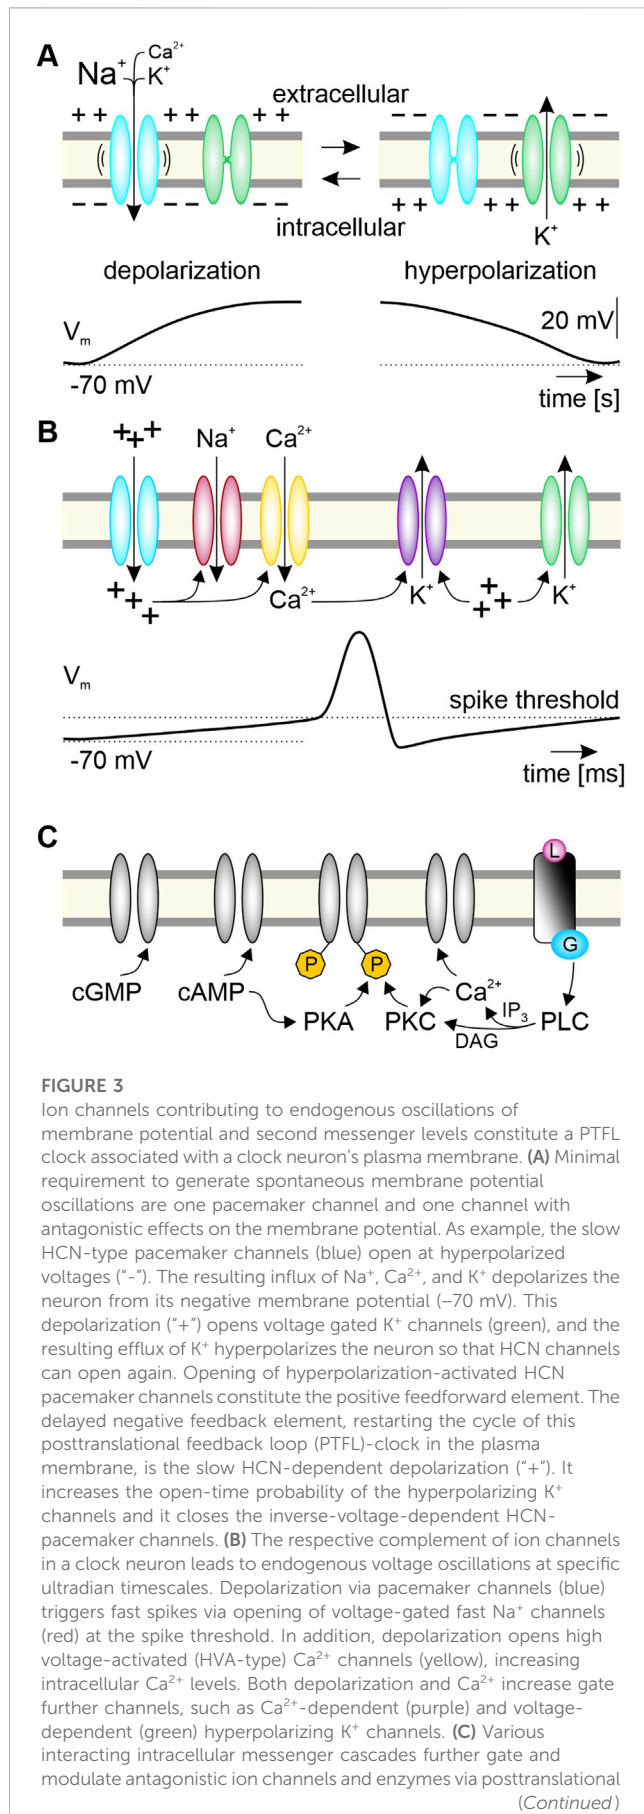 A
Na⁺
Ca²⁺
K⁺
+ + + + + +
extracellular
− − − − − −
− − − − − −
intracellular
+ + + + + +
K⁺
depolarization
hyperpolarization
Vm
20 mV
-70 mV
time [s]
B
+++
Na⁺
Ca²⁺
+++
Ca²⁺
K⁺
+++
K⁺
Vm
spike threshold
-70 mV
time [ms]
C
L
G
P
P
cGMP
cAMP
PKA
PKC
Ca²⁺
IP₃
DAG
PLC
FIGURE 3
Ion channels contributing to endogenous oscillations of
membrane potential and second messenger levels constitute a PTFL
clock associated with a clock neuron’s plasma membrane. (A) Minimal
requirement to generate spontaneous membrane potential
oscillations are one pacemaker channel and one channel with
antagonistic effects on the membrane potential. As example, the slow
HCN-type pacemaker channels (blue) open at hyperpolarized
voltages (“-”). The resulting influx of Na⁺, Ca²⁺, and K⁺ depolarizes the
neuron from its negative membrane potential (−70 mV). This
depolarization (“+”) opens voltage gated K⁺ channels (green), and the
resulting efflux of K⁺ hyperpolarizes the neuron so that HCN channels
can open again. Opening of hyperpolarization-activated HCN
pacemaker channels constitute the positive feedforward element. The
delayed negative feedback element, restarting the cycle of this
posttranslational feedback loop (PTFL)-clock in the plasma
membrane, is the slow HCN-dependent depolarization (“+”). It
increases the open-time probability of the hyperpolarizing K⁺
channels and it closes the inverse-voltage-dependent HCN-
pacemaker channels. (B) The respective complement of ion channels
in a clock neuron leads to endogenous voltage oscillations at specific
ultradian timescales. Depolarization via pacemaker channels (blue)
triggers fast spikes via opening of voltage-gated fast Na⁺ channels
(red) at the spike threshold. In addition, depolarization opens high
voltage-activated (HVA-type) Ca²⁺ channels (yellow), increasing
intracellular Ca²⁺ levels. Both depolarization and Ca²⁺ increase gate
further channels, such as Ca²⁺-dependent (purple) and voltage-
dependent (green) hyperpolarizing K⁺ channels. (C) Various
interacting intracellular messenger cascades further gate and
modulate antagonistic ion channels and enzymes via posttranslational
(Continued)